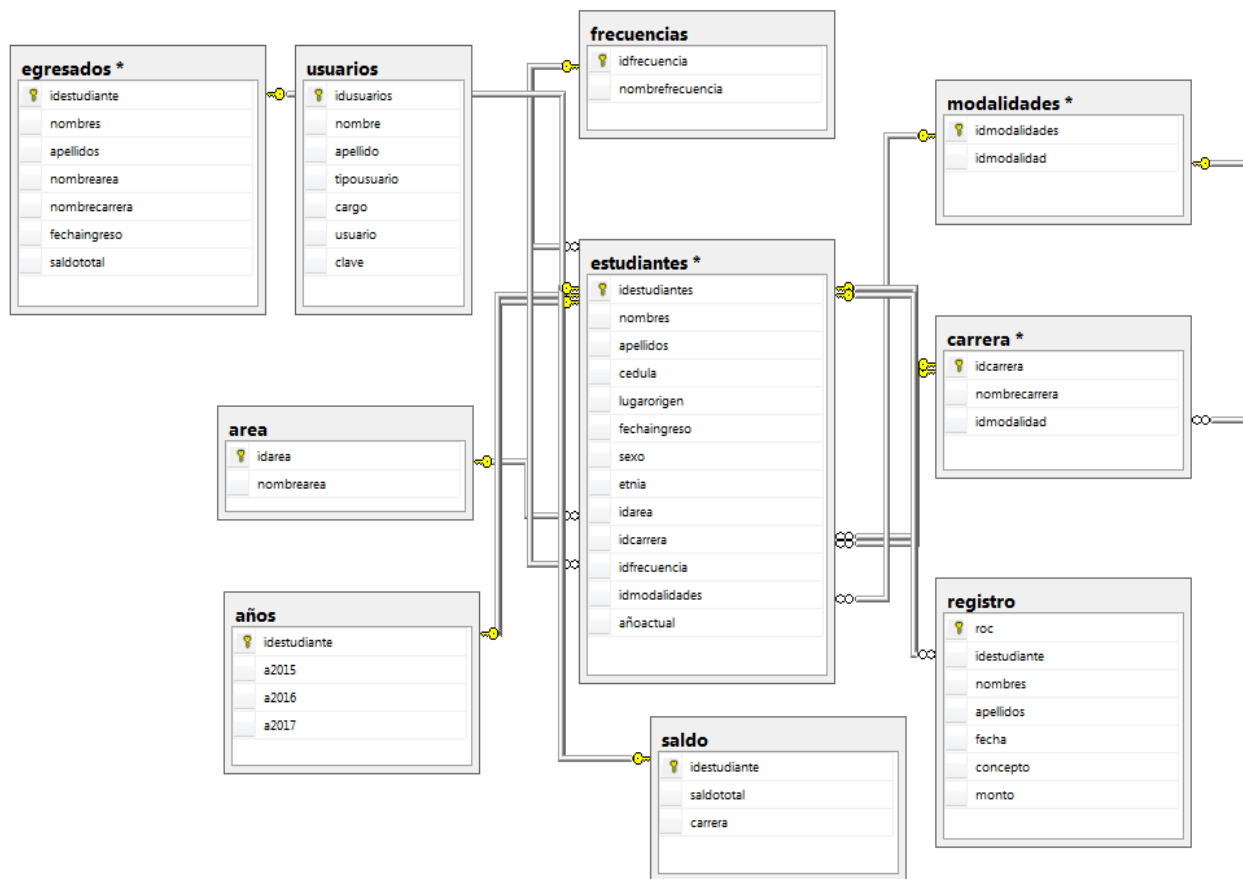 egresados *
idestudiante
nombres
apellidos
nombrearea
nombrecarrera
fechaingreso
saldototal
usuarios
idusuarios
nombre
apellido
tipousuario
cargo
usuario
clave
frecuencias
idfrecuencia
nombrefrecuencia
modalidades *
idmodalidades
idmodalidad
estudiantes *
idestudiantes
nombres
apellidos
cedula
lugarorigen
fechaingreso
sexo
etnia
idarea
idcarrera
idfrecuencia
idmodalidades
añoactual
carrera *
idcarrera
nombrecarrera
idmodalidad
area
idarea
nombrearea
años
idestudiante
a2015
a2016
a2017
registro
roc
idestudiante
nombres
apellidos
fecha
concepto
monto
saldo
idestudiante
saldototal
carrera